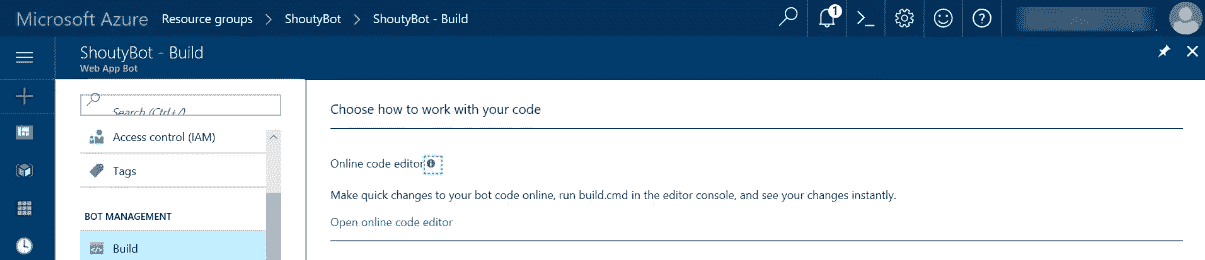 Microsoft Azure Resource groups > ShoutyBot > ShoutyBot - Build
1
ShoutyBot - Build
Web App Bot
Search (Ctrl+/)
Choose how to work with your code
Access control (IAM)
Tags
Online code editor
Make quick changes to your bot code online, run build.cmd in the editor console, and see your changes instantly.
BOT MANAGEMENT
Open online code editor
Build